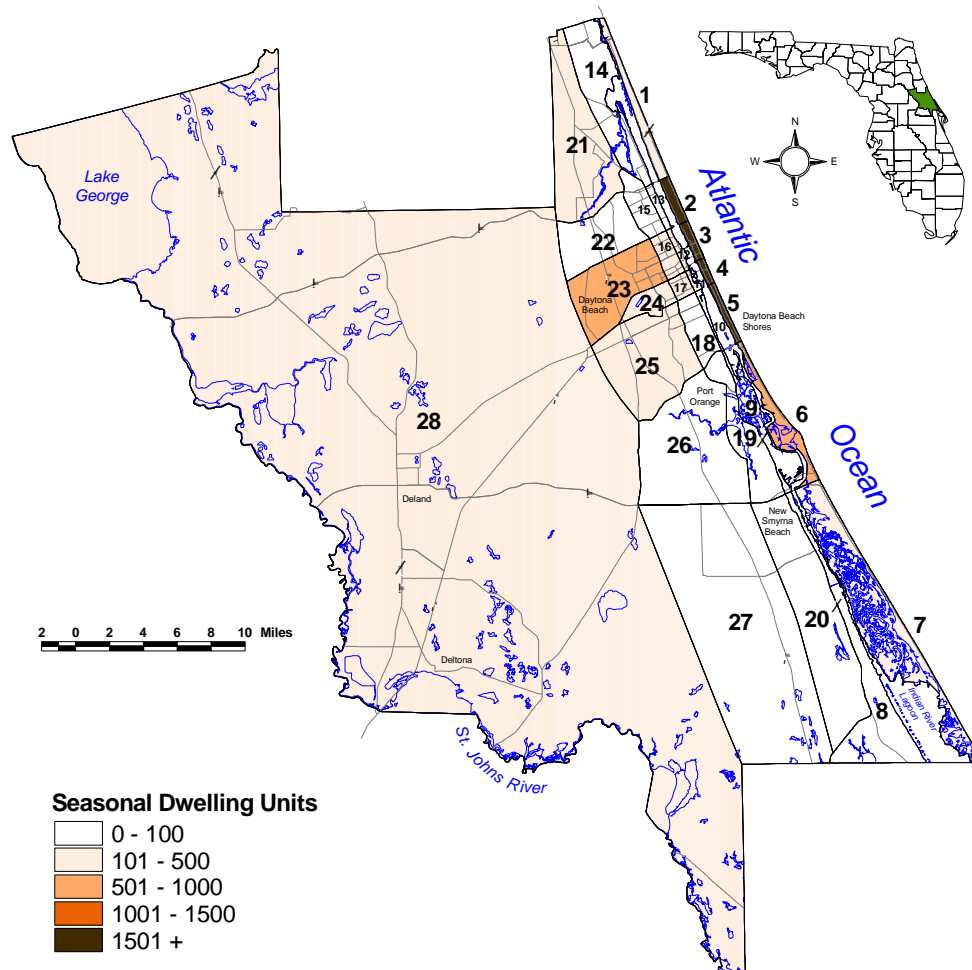 14
1
21
Lake
George
N
W
E
S
Atlantic
13
2
15
22
3
16
12
4
23
17
11
24
Daytona
Beach
5
Daytona Beach
Shores
10
18
25
Port
Orange
9
6
28
19
26
Ocean
Deland
New
Smyrna
Beach
27
20
7
2 0 2 4 6 8 10 Miles
Deltona
Indian River
Lagoon
8
St. Johns River
Seasonal Dwelling Units
0 - 100
101 - 500
501 - 1000
1001 - 1500
1501 +